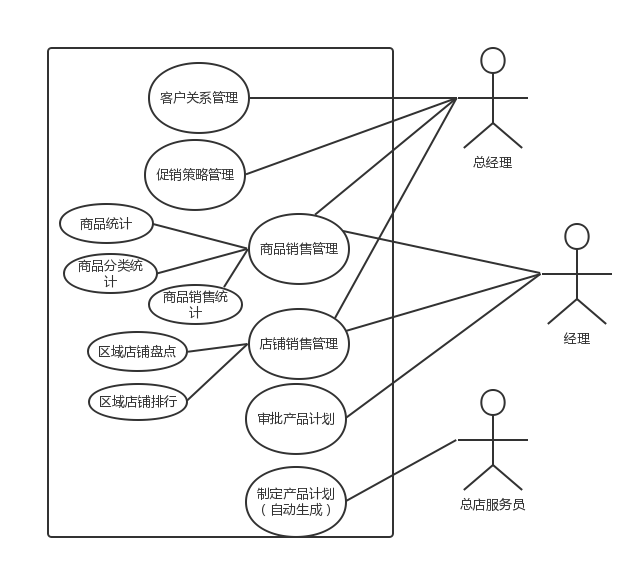 客户关系管理
总经理
促销策略管理
商品统计
商品销售管理
商品分类统
计
商品销售统
计
经理
店铺销售管理
区域店铺盘点
区域店铺排行
审批产品计划
制定产品计划
（自动生成）
总店服务员